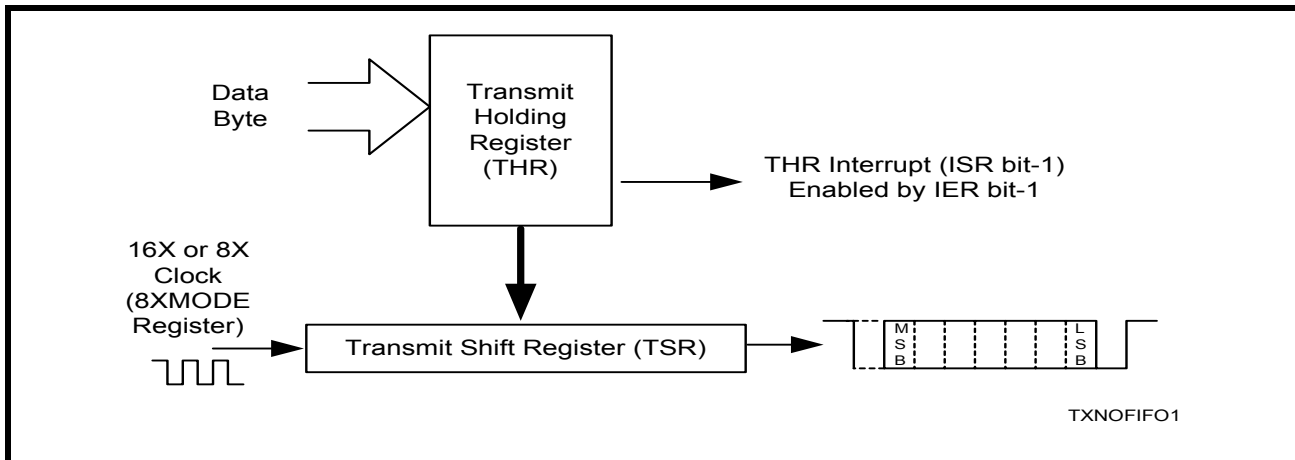 Data
Byte
Transmit
Holding
Register
(THR)
THR Interrupt (ISR bit-1)
Enabled by IER bit-1
16X or 8X
Clock
(8XMODE
Register)
Transmit Shift Register (TSR)
M
S
B
L
S
B
TXNOFIFO1